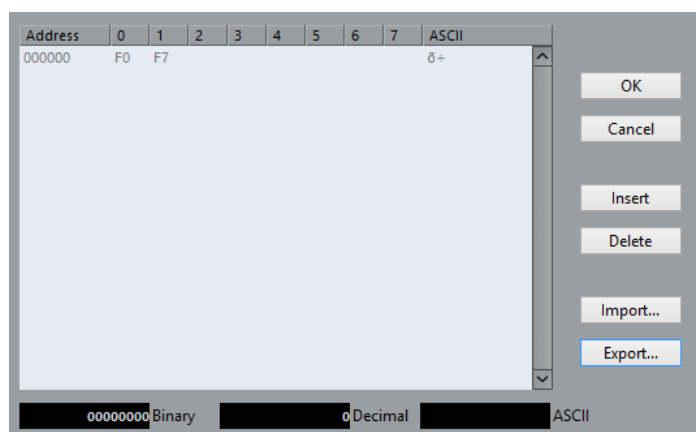 Address 0 1 2 3 4 5 6 7 ASCII
000000 F0 F7 ð÷
OK
Cancel
Insert
Delete
Import...
Export...
00000000 Binary 0 Decimal ASCII